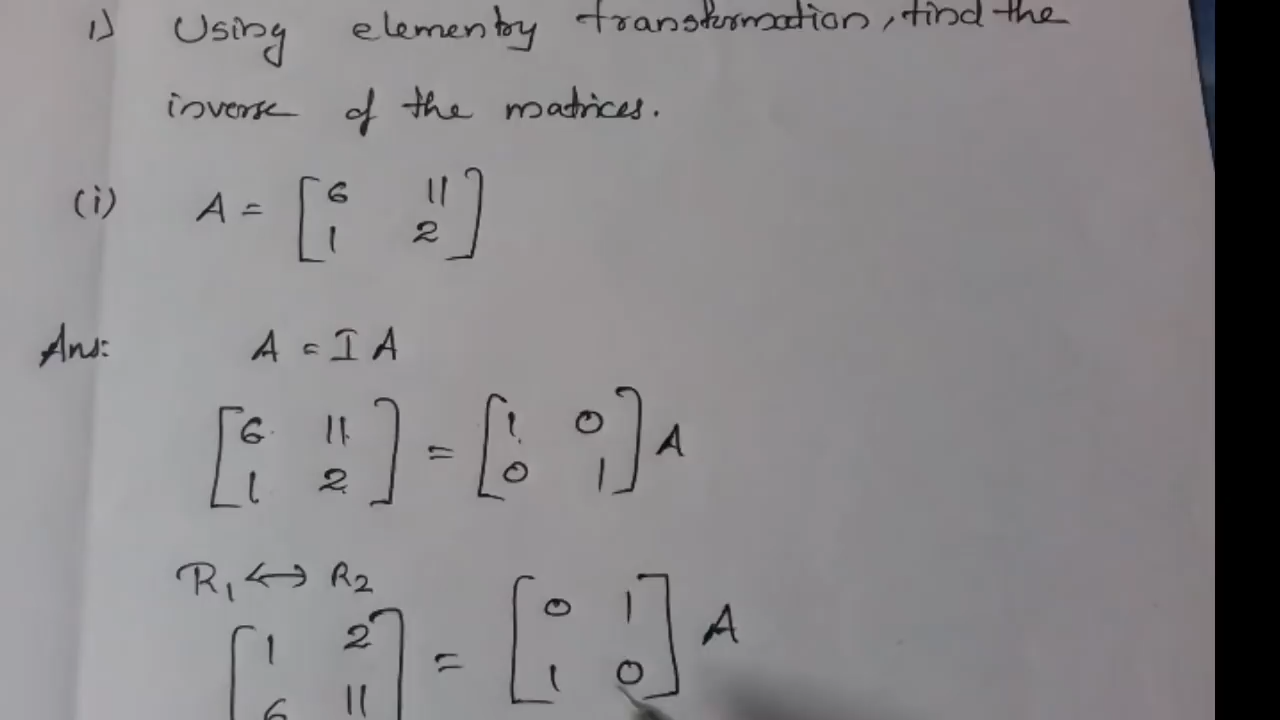 1) Using elementry transformation, find the
inverse of the matrices.
(i) A = [ 6 11
1 2 ]
Ans: A = I A
[ 6 11
1 2 ] = [ 1 0
0 1 ] A
R1 ↔ R2
[ 1 2
6 11 ] = [ 0 1
1 0 ] A